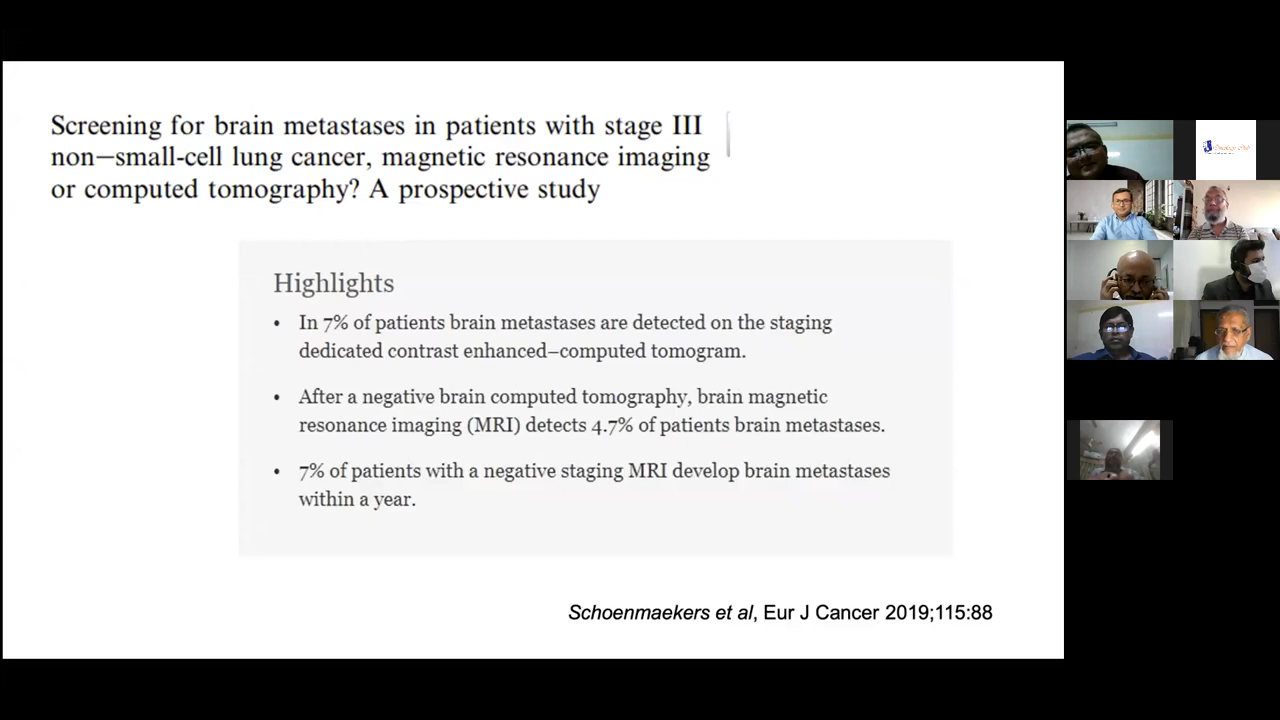 Screening for brain metastases in patients with stage III
non−small-cell lung cancer, magnetic resonance imaging
or computed tomography? A prospective study
Highlights
• In 7% of patients brain metastases are detected on the staging
dedicated contrast enhanced–computed tomogram.
• After a negative brain computed tomography, brain magnetic
resonance imaging (MRI) detects 4.7% of patients brain metastases.
• 7% of patients with a negative staging MRI develop brain metastases
within a year.
Schoenmaekers et al, Eur J Cancer 2019;115:88